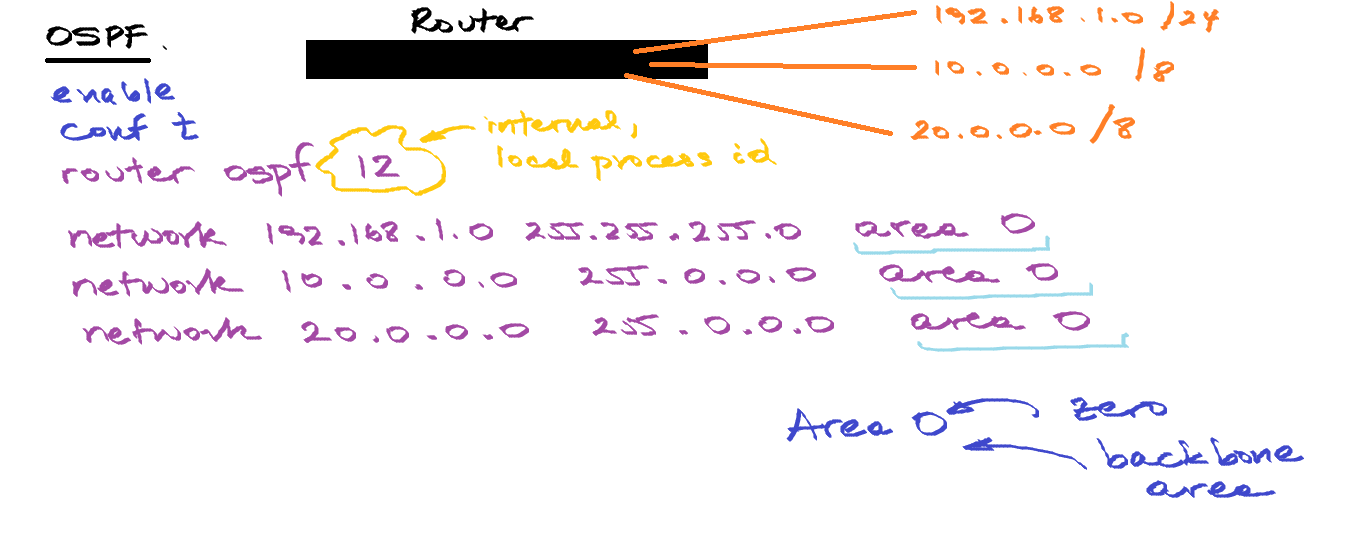 OSPF.
Router
192.168.1.0 /24
10.0.0.0 /8
20.0.0.0 /8
enable
conf t
router ospf 12
internal,
local process id
network 192.168.1.0 255.255.255.0 area 0
network 10.0.0.0 255.0.0.0 area 0
network 20.0.0.0 255.0.0.0 area 0
Area 0
zero
backbone
area